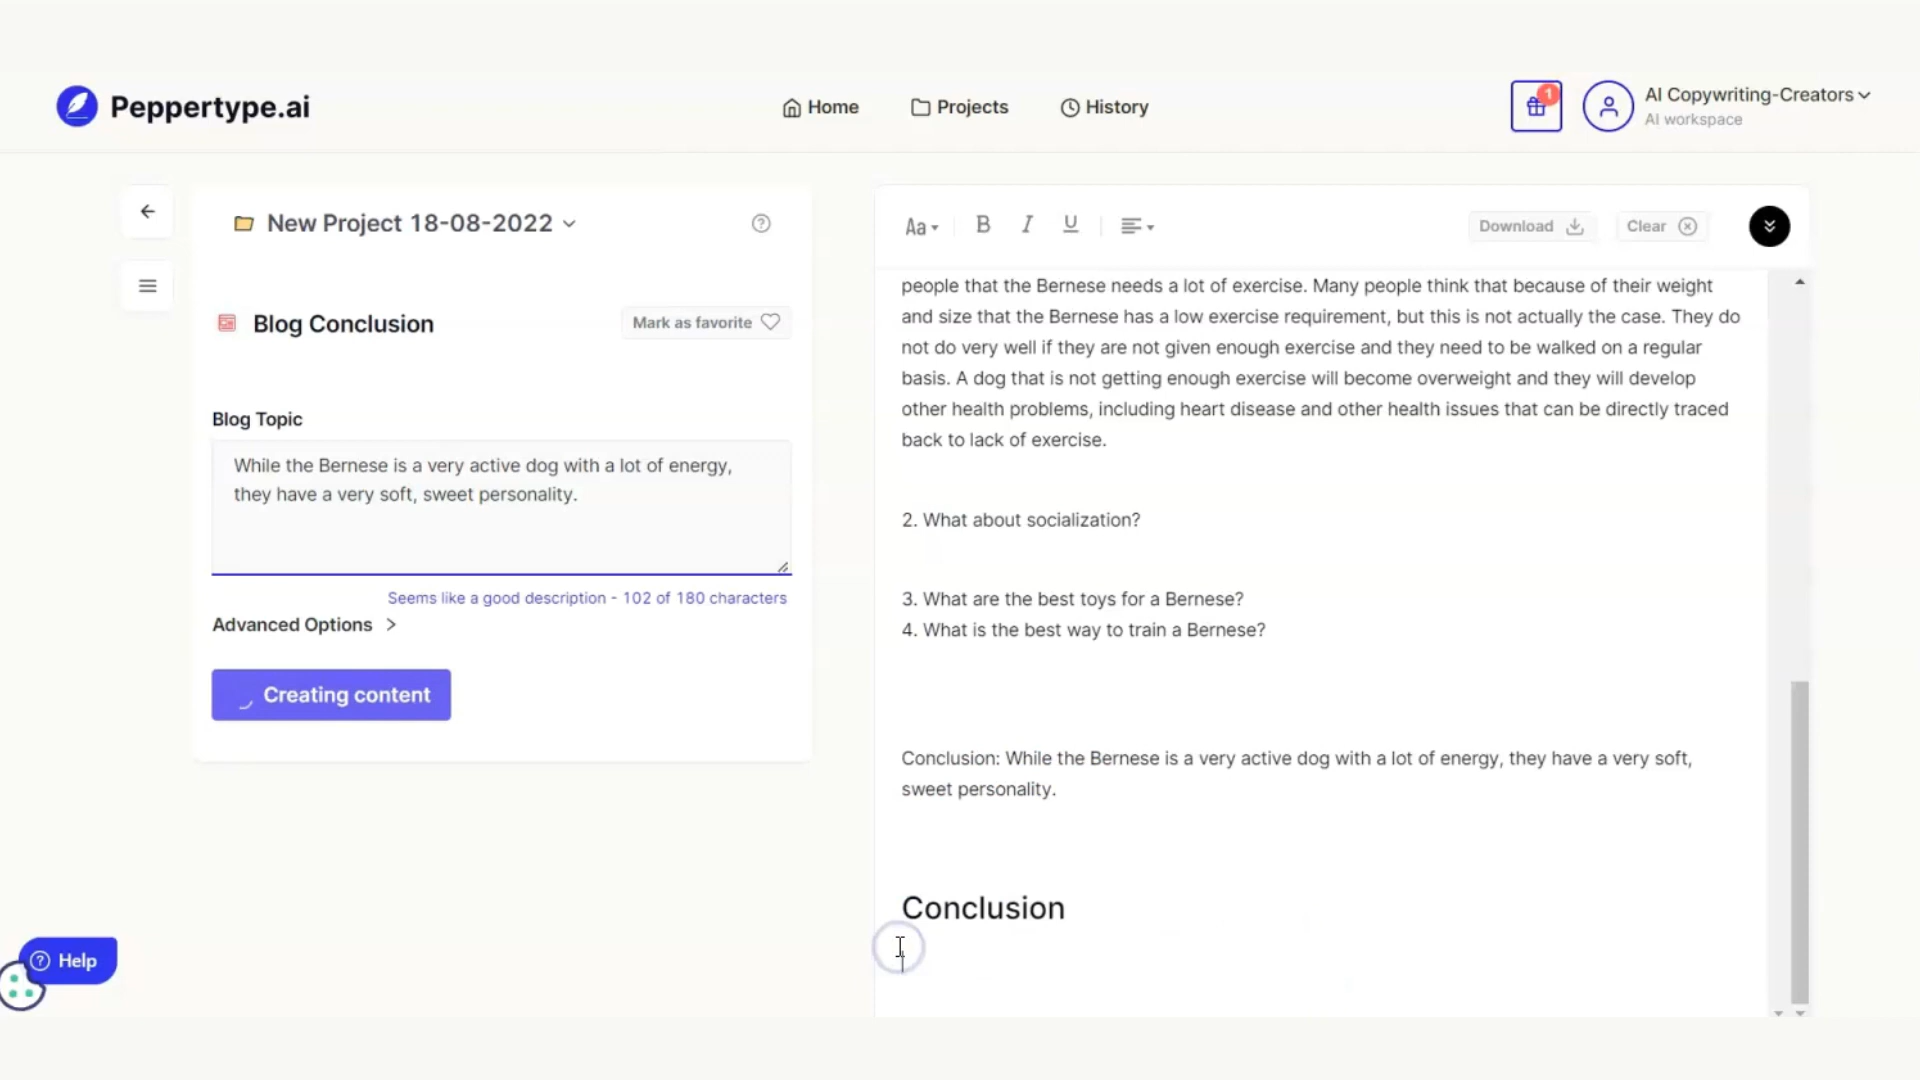 Peppertype.ai
Home
Projects
History
1
AI Copywriting-Creators
AI workspace
New Project 18-08-2022
Blog Conclusion
Mark as favorite
Blog Topic
While the Bernese is a very active dog with a lot of energy,
they have a very soft, sweet personality.
Seems like a good description - 102 of 180 characters
Advanced Options >
Creating content
Help
Aa
B
I
U
Download
Clear
people that the Bernese needs a lot of exercise. Many people think that because of their weight
and size that the Bernese has a low exercise requirement, but this is not actually the case. They do
not do very well if they are not given enough exercise and they need to be walked on a regular
basis. A dog that is not getting enough exercise will become overweight and they will develop
other health problems, including heart disease and other health issues that can be directly traced
back to lack of exercise.
2. What about socialization?
3. What are the best toys for a Bernese?
4. What is the best way to train a Bernese?
Conclusion: While the Bernese is a very active dog with a lot of energy, they have a very soft,
sweet personality.
Conclusion